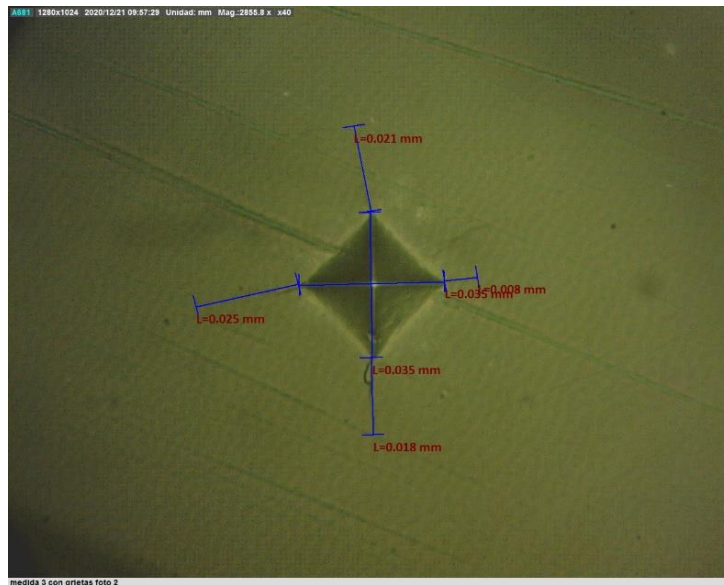 A681 1280x1024 2020/12/21 09:57:29 Unidad: mm Mag.:2855.8 x x40
L=0.021 mm
L=0.035 mm
L=0.008 mm
L=0.025 mm
L=0.035 mm
L=0.018 mm
medida 3 con grietas foto 2